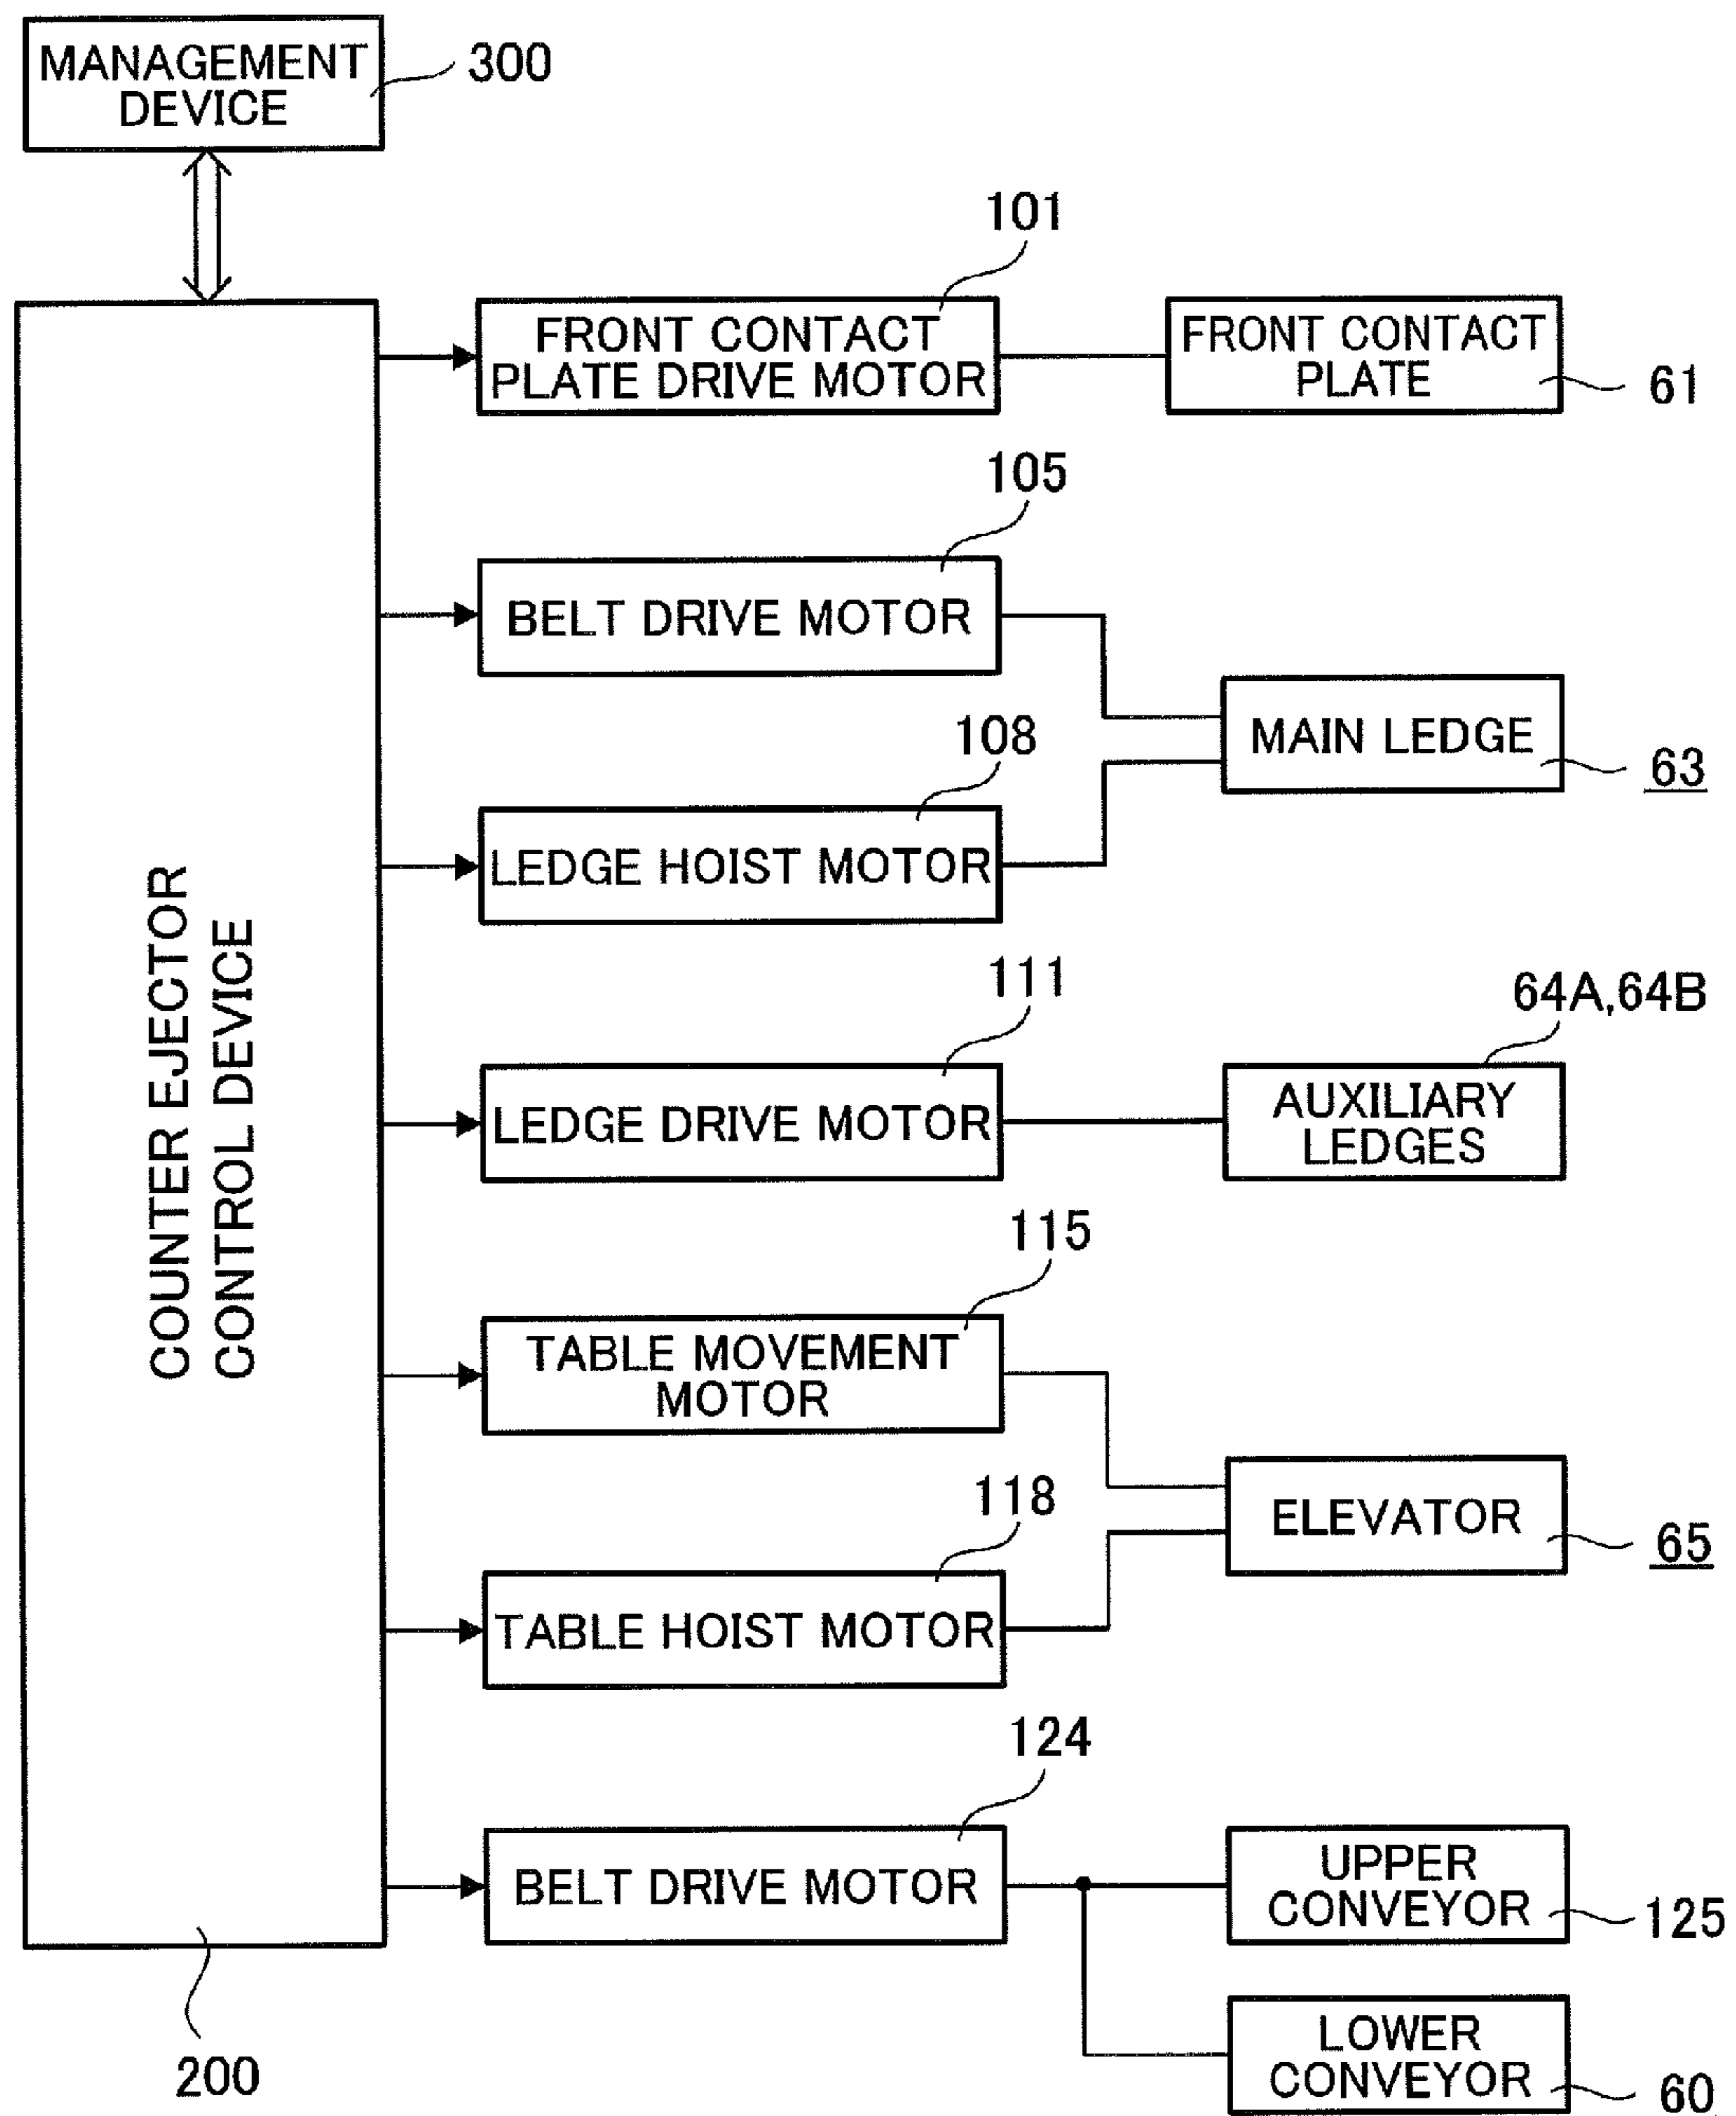 MANAGEMENT
DEVICE
300
101
FRONT CONTACT
PLATE DRIVE MOTOR
FRONT CONTACT
PLATE
61
105
BELT DRIVE MOTOR
MAIN LEDGE
63
108
LEDGE HOIST MOTOR
COUNTER EJECTOR
CONTROL DEVICE
111
LEDGE DRIVE MOTOR
64A,64B
AUXILIARY
LEDGES
115
TABLE MOVEMENT
MOTOR
118
ELEVATOR
65
TABLE HOIST MOTOR
124
BELT DRIVE MOTOR
UPPER
CONVEYOR
125
LOWER
CONVEYOR
60
200